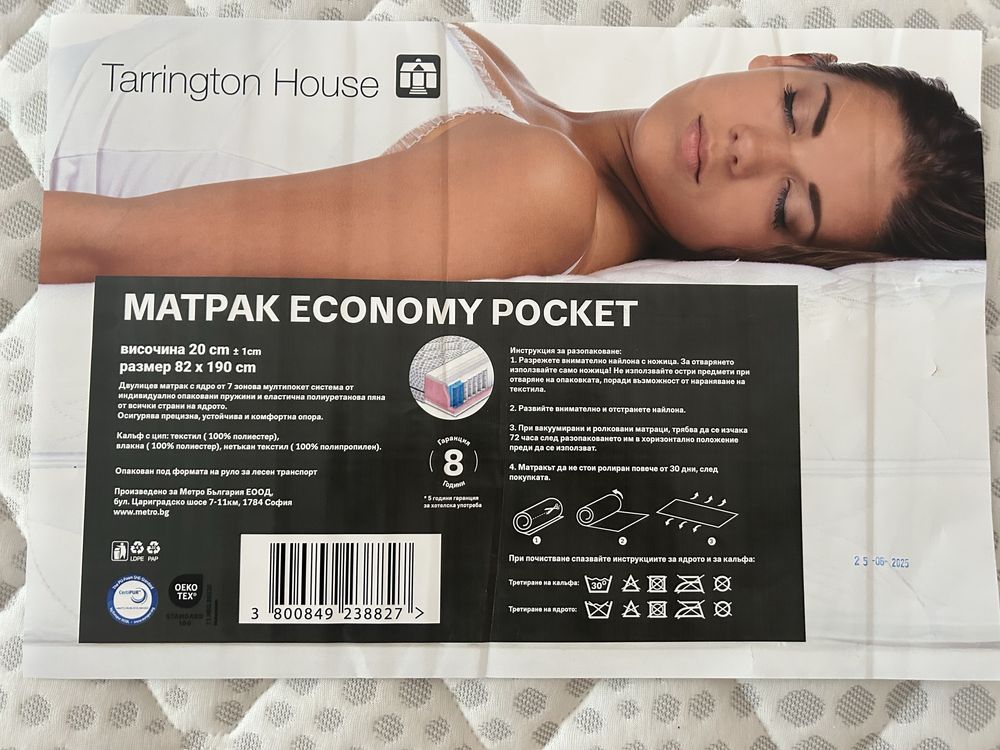 Tarrington House
МАТРАК ECONOMY POCKET
височина 20 cm ± 1cm
размер 82 x 190 cm
Двулицев матрак с ядро от 7 зонова мултипокет система от
индивидуално опаковани пружини и еластична полиуретанова пяна
от всички страни на ядрото.
Осигурява прецизна, устойчива и комфортна опора.
Калъф с цип: текстил ( 100% полиестер),
влакна ( 100% полиестер), нетъкан текстил ( 100% полипропилен).
Опакован под формата на руло за лесен транспорт
Произведено за Метро България ЕООД,
бул. Цариградско шосе 7-11км, 1784 София
www.metro.bg
LDPE PAP
CertiPUR
OEKO
TEX®
STANDARD
100
3 800849 238827 >
Гаранция
8
Години
* 5 години гаранция
за хотелска употреба
Инструкция за разопаковане:
1. Разрежете внимателно найлона с ножица. За отварянето
използвайте само ножица! Не използвайте остри предмети при
отваряне на опаковката, поради възможност от нараняване на
текстила.
2. Развийте внимателно и отстранете найлона.
3. При вакуумирани и ролковани матраци, трябва да се изчака
72 часа след разопаковането им в хоризонтално положение
преди да се използват.
4. Матракът да не стои ролиран повече от 30 дни, след
покупката.
1 2 3
При почистване спазвайте инструкциите за ядрото и за калъфа:
Третиране на калъфа: 30°
Третиране на ядрото:
25-06-2025